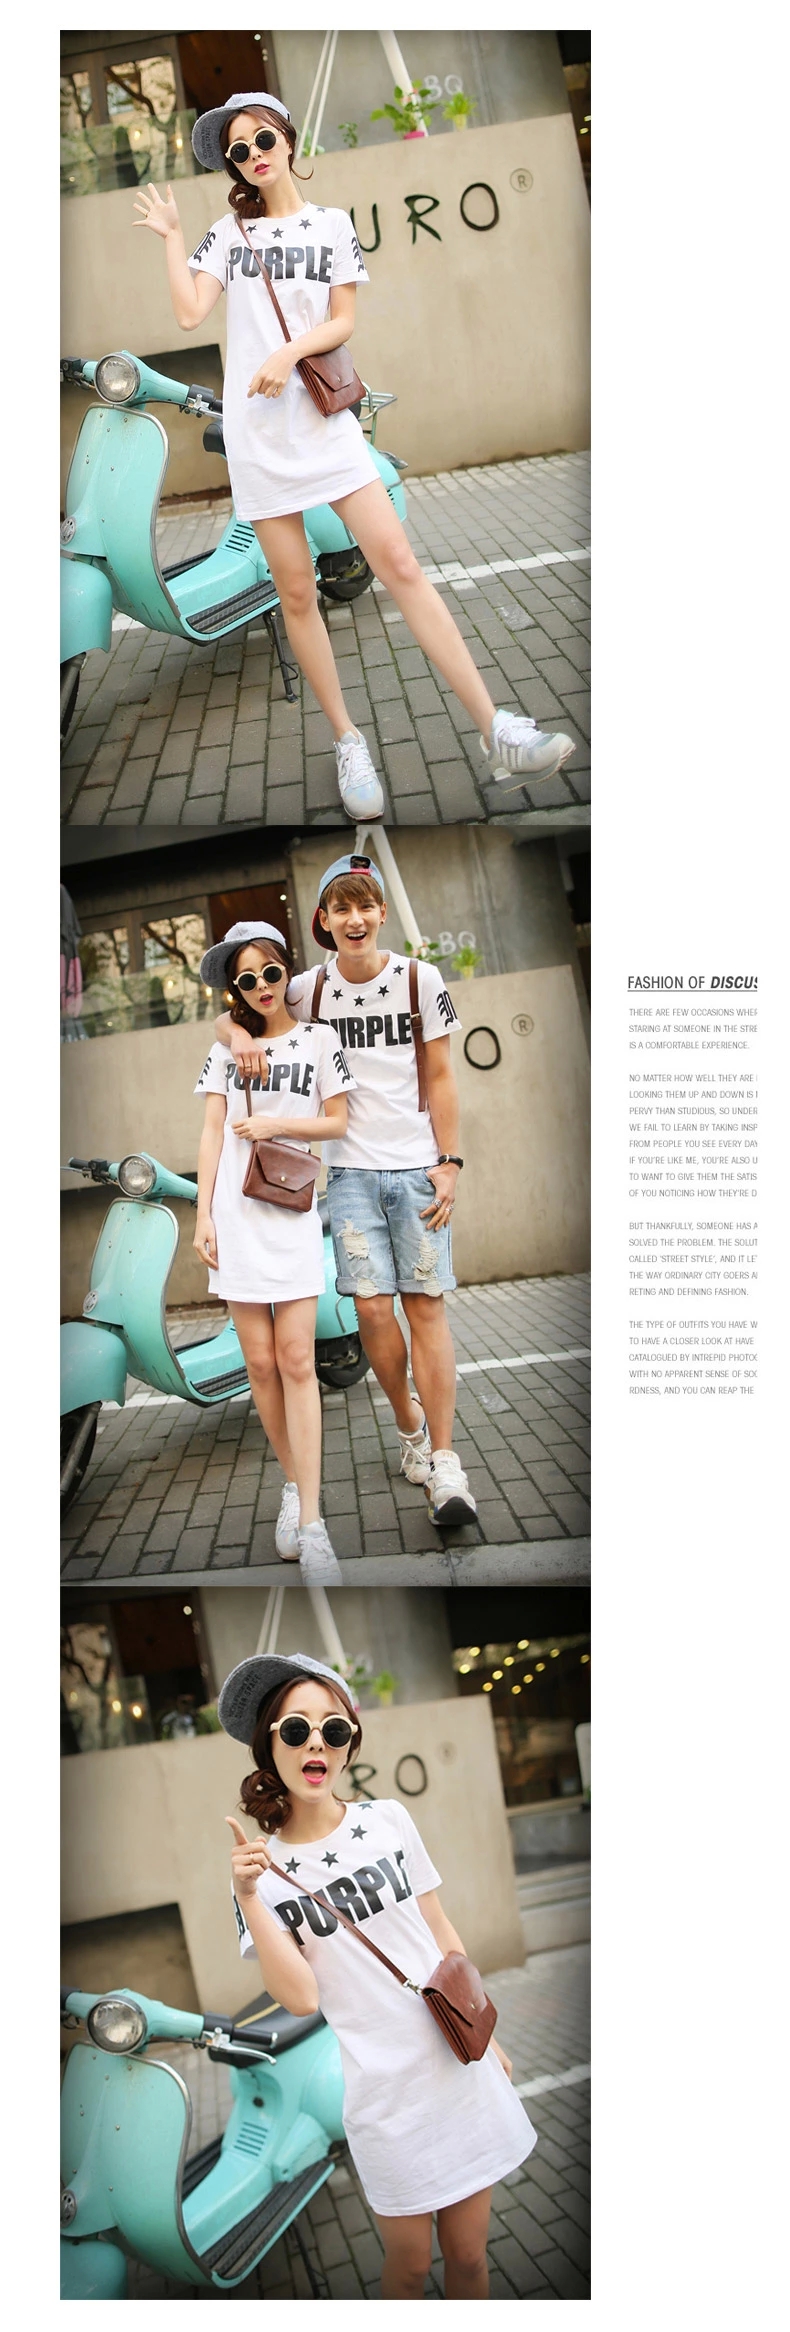 BQ
URO®
PURPLE
BQ
O®
URPLE
PURPLE
FASHION OF DISCUS
THERE ARE FEW OCCASIONS WHER
STARING AT SOMEONE IN THE STRE
IS A COMFORTABLE EXPERIENCE.
NO MATTER HOW WELL THEY ARE
LOOKING THEM UP AND DOWN IS
PERVY THAN STUDIOUS, SO UNDER
WE FAIL TO LEARN BY TAKING INSP
FROM PEOPLE YOU SEE EVERY DAY
IF YOU'RE LIKE ME, YOU'RE ALSO U
TO WANT TO GIVE THEM THE SATIS
OF YOU NOTICING HOW THEY'RE D
BUT THANKFULLY, SOMEONE HAS A
SOLVED THE PROBLEM. THE SOLUT
CALLED 'STREET STYLE', AND IT LE
THE WAY ORDINARY CITY GOERS A
RETING AND DEFINING FASHION.
THE TYPE OF OUTFITS YOU HAVE W
TO HAVE A CLOSER LOOK AT HAVE
CATALOGUED BY INTREPID PHOTOG
WITH NO APPARENT SENSE OF SOC
RDNESS, AND YOU CAN REAP THE
RO®
PURPLE